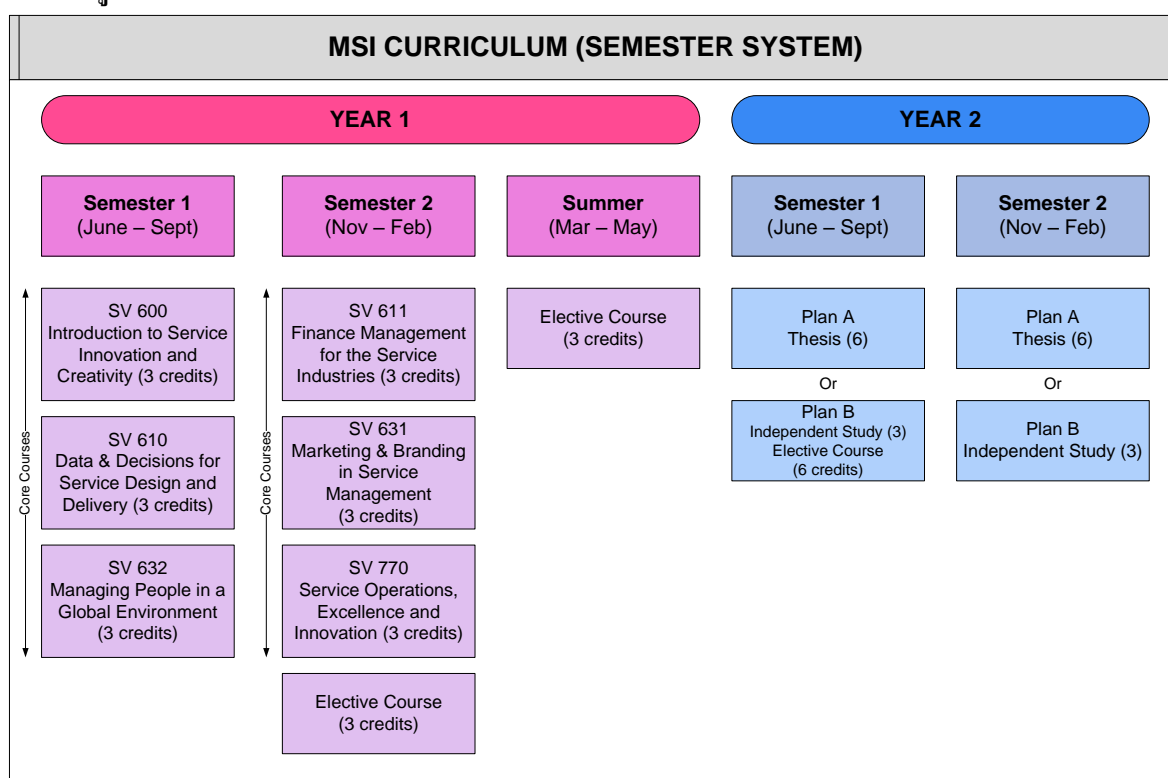 MSI CURRICULUM (SEMESTER SYSTEM)
YEAR 1
YEAR 2
Semester 1
(June – Sept)
Semester 2
(Nov – Feb)
Summer
(Mar – May)
Semester 1
(June – Sept)
Semester 2
(Nov – Feb)
Core Courses
SV 600
Introduction to Service
Innovation and
Creativity (3 credits)
SV 610
Data & Decisions for
Service Design and
Delivery (3 credits)
SV 632
Managing People in a
Global Environment
(3 credits)
Core Courses
SV 611
Finance Management
for the Service
Industries (3 credits)
SV 631
Marketing & Branding
in Service
Management
(3 credits)
SV 770
Service Operations,
Excellence and
Innovation (3 credits)
Elective Course
(3 credits)
Elective Course
(3 credits)
Plan A
Thesis (6)
Or
Plan B
Independent Study (3)
Elective Course
(6 credits)
Plan A
Thesis (6)
Or
Plan B
Independent Study (3)